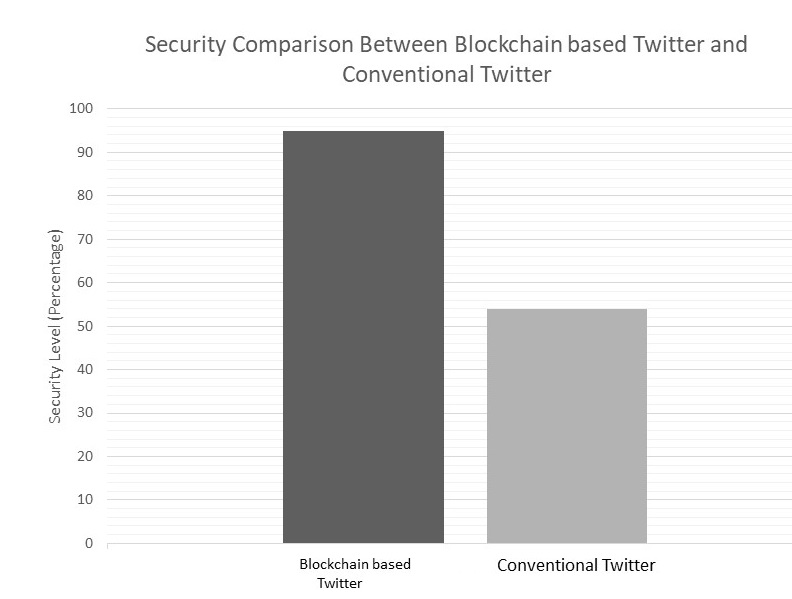 Security Comparison Between Blockchain based Twitter and
Conventional Twitter
100
90
80
70
60
50
40
30
20
10
0
Security Level (Percentage)
Blockchain based
Twitter
Conventional Twitter